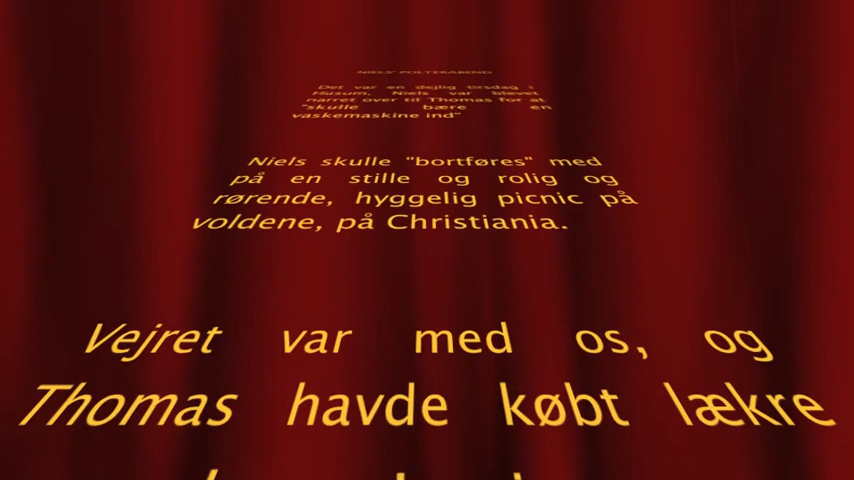 NIELS' POLTERABEND
Det var en dejlig tirsdag i
Husum, Niels var blevet
narret over til Thomas for at
"skulle bære en
vaskemaskine ind"
Niels skulle "bortføres" med
på en stille og rolig og
rørende, hyggelig picnic på
voldene, på Christiania.
Vejret var med os, og
Thomas havde købt lækre